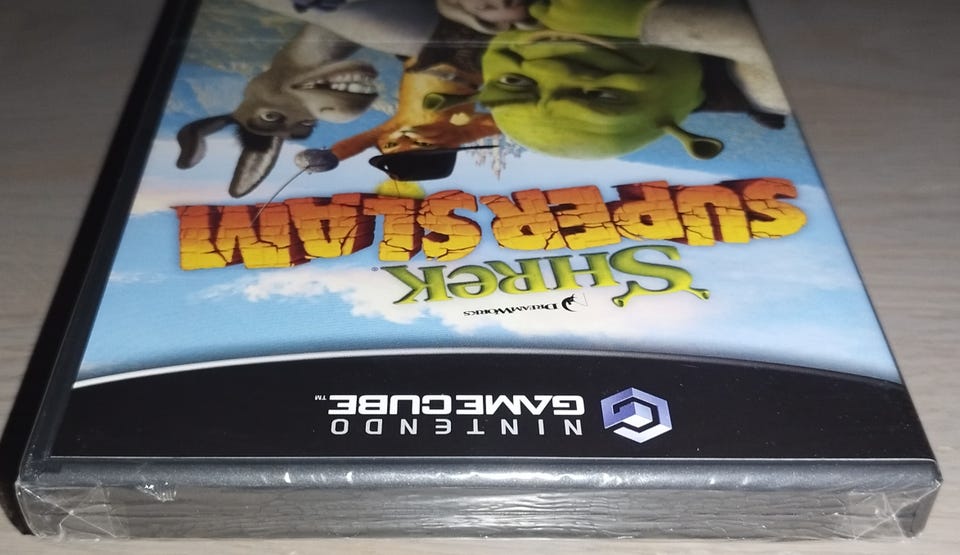 NINTENDO
GAMECUBE™
DREAMWORKS
SHREK®
SUPER SLAM